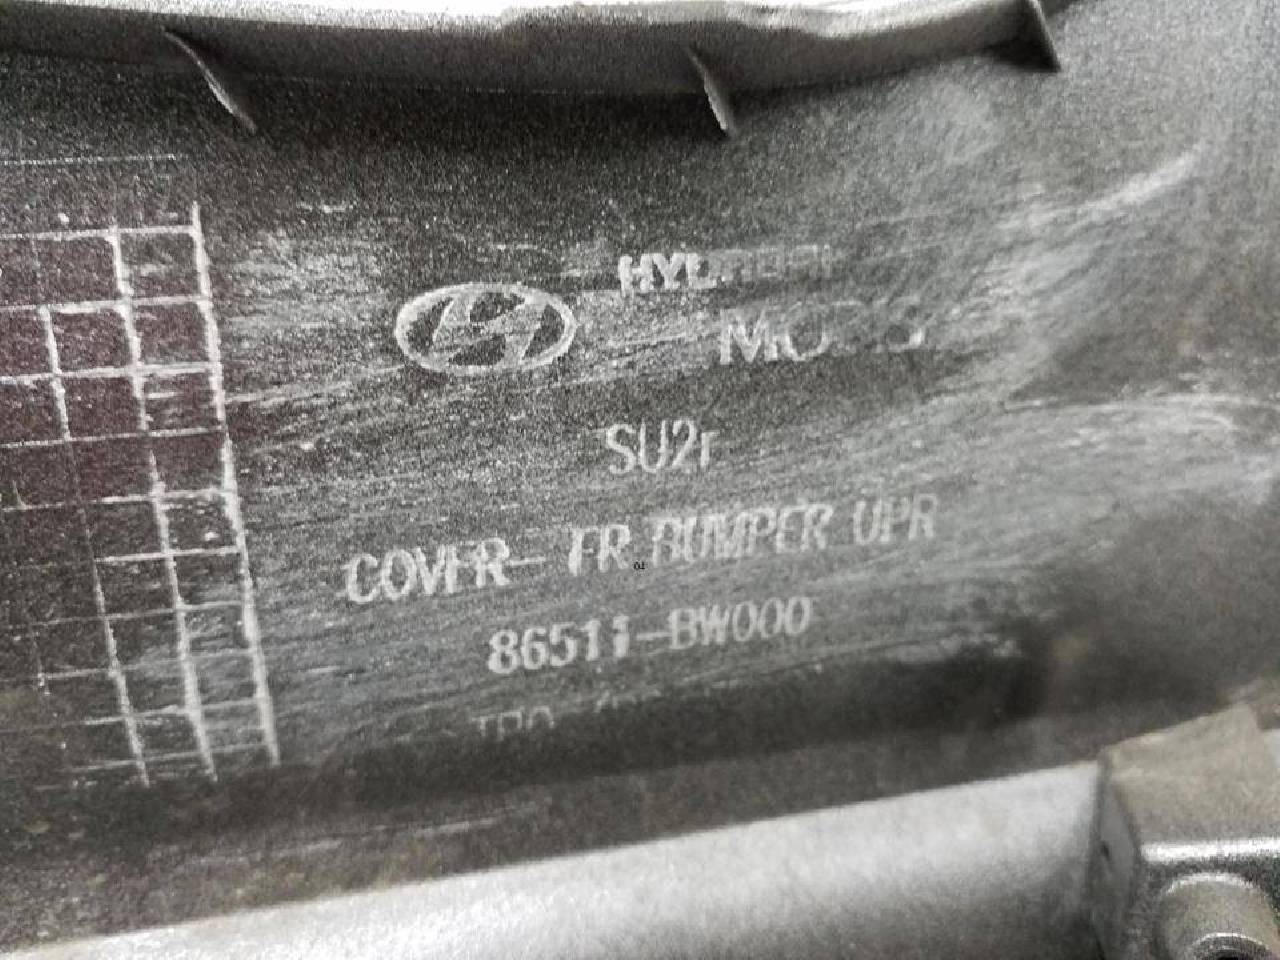 HYUNDAI
MOBIS
SU2r
COVER- FR BUMPER UPR
86511-BW000